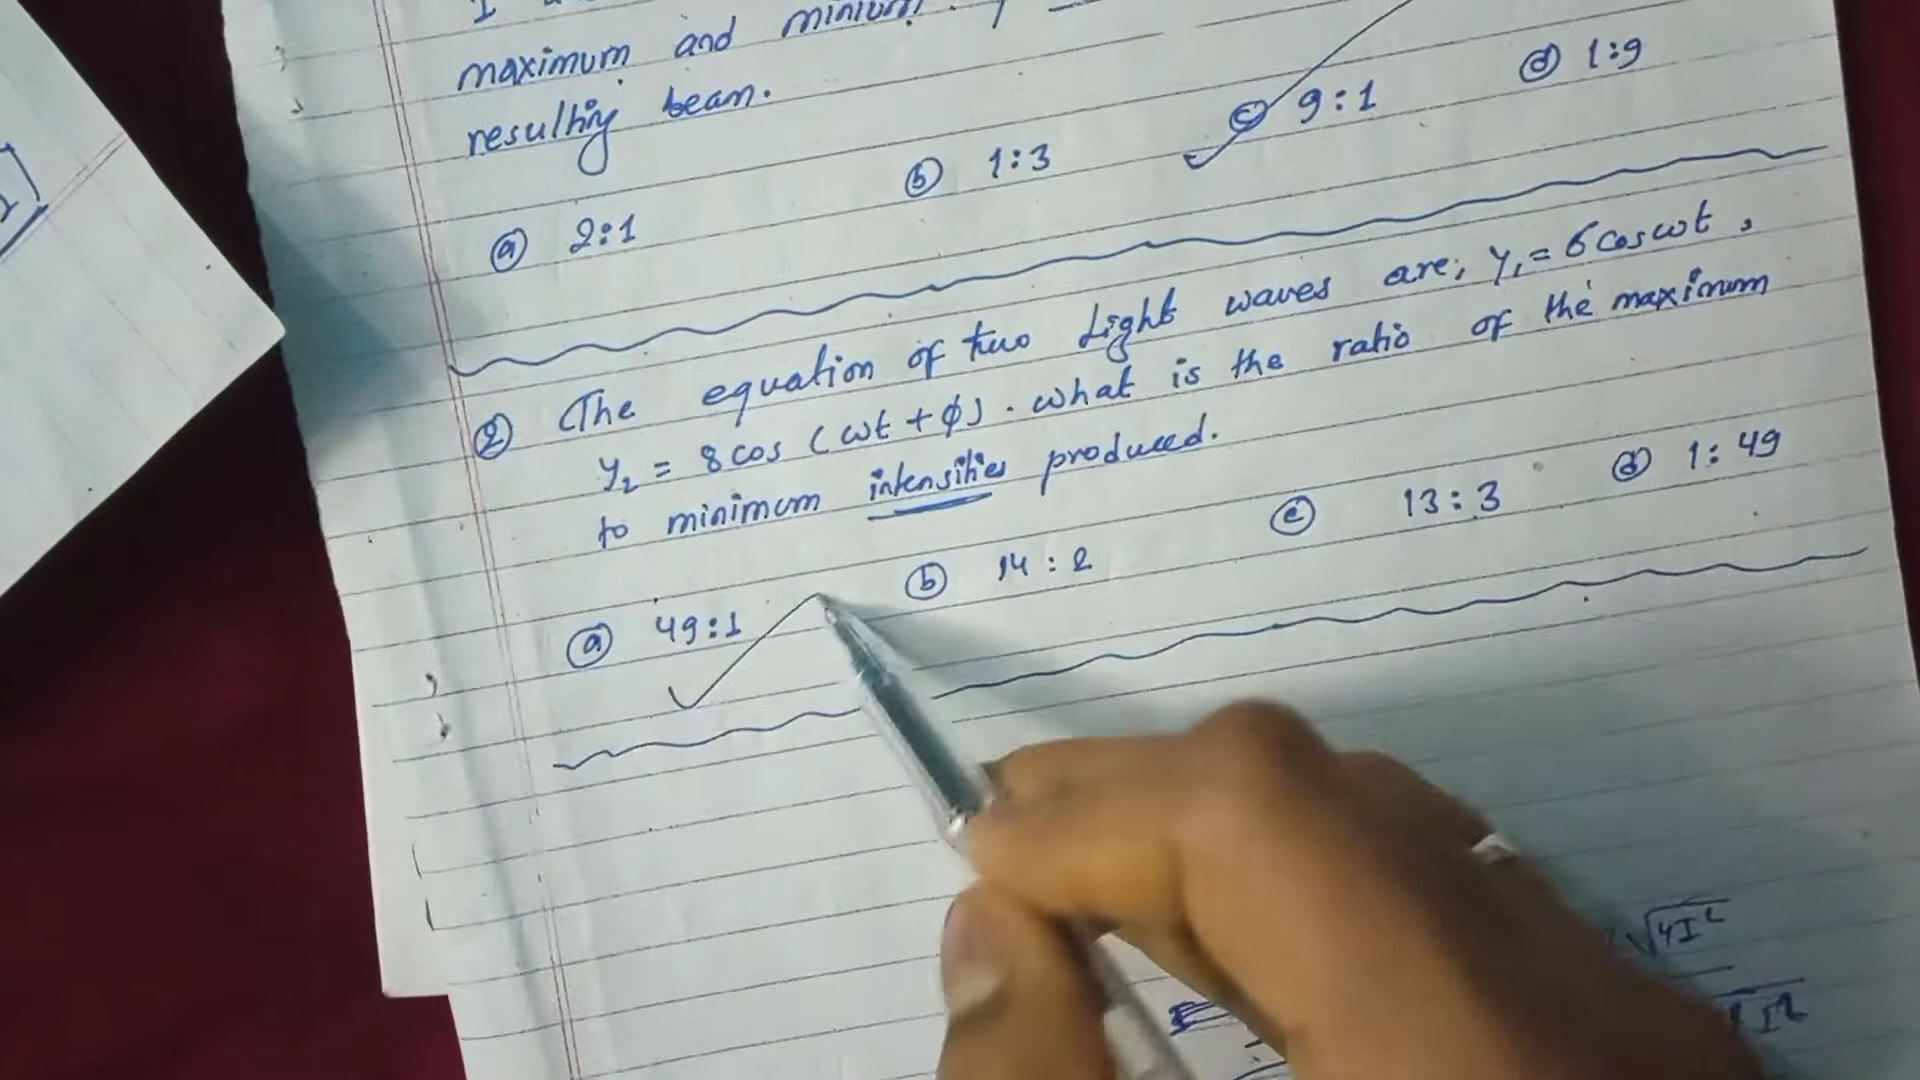 maximum and minium
resulting beam.
ⓐ 2:1 ⓑ 1:3 ⓒ 9:1 ⓓ 1:9
② The equation of two Light waves are; y₁ = 6 cos ωt ,
y₂ = 8 cos (ωt + ϕ). what is the ratio of the maximum
to minimum intensities produced.
ⓐ 49:1 ⓑ 14:2 ⓒ 13:3 ⓓ 1:49
√4I²